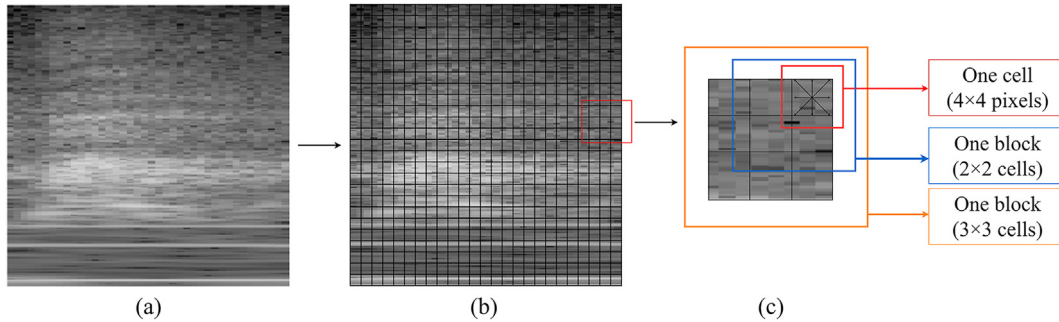 One cell
(4×4 pixels)
One block
(2×2 cells)
One block
(3×3 cells)
(a)
(b)
(c)